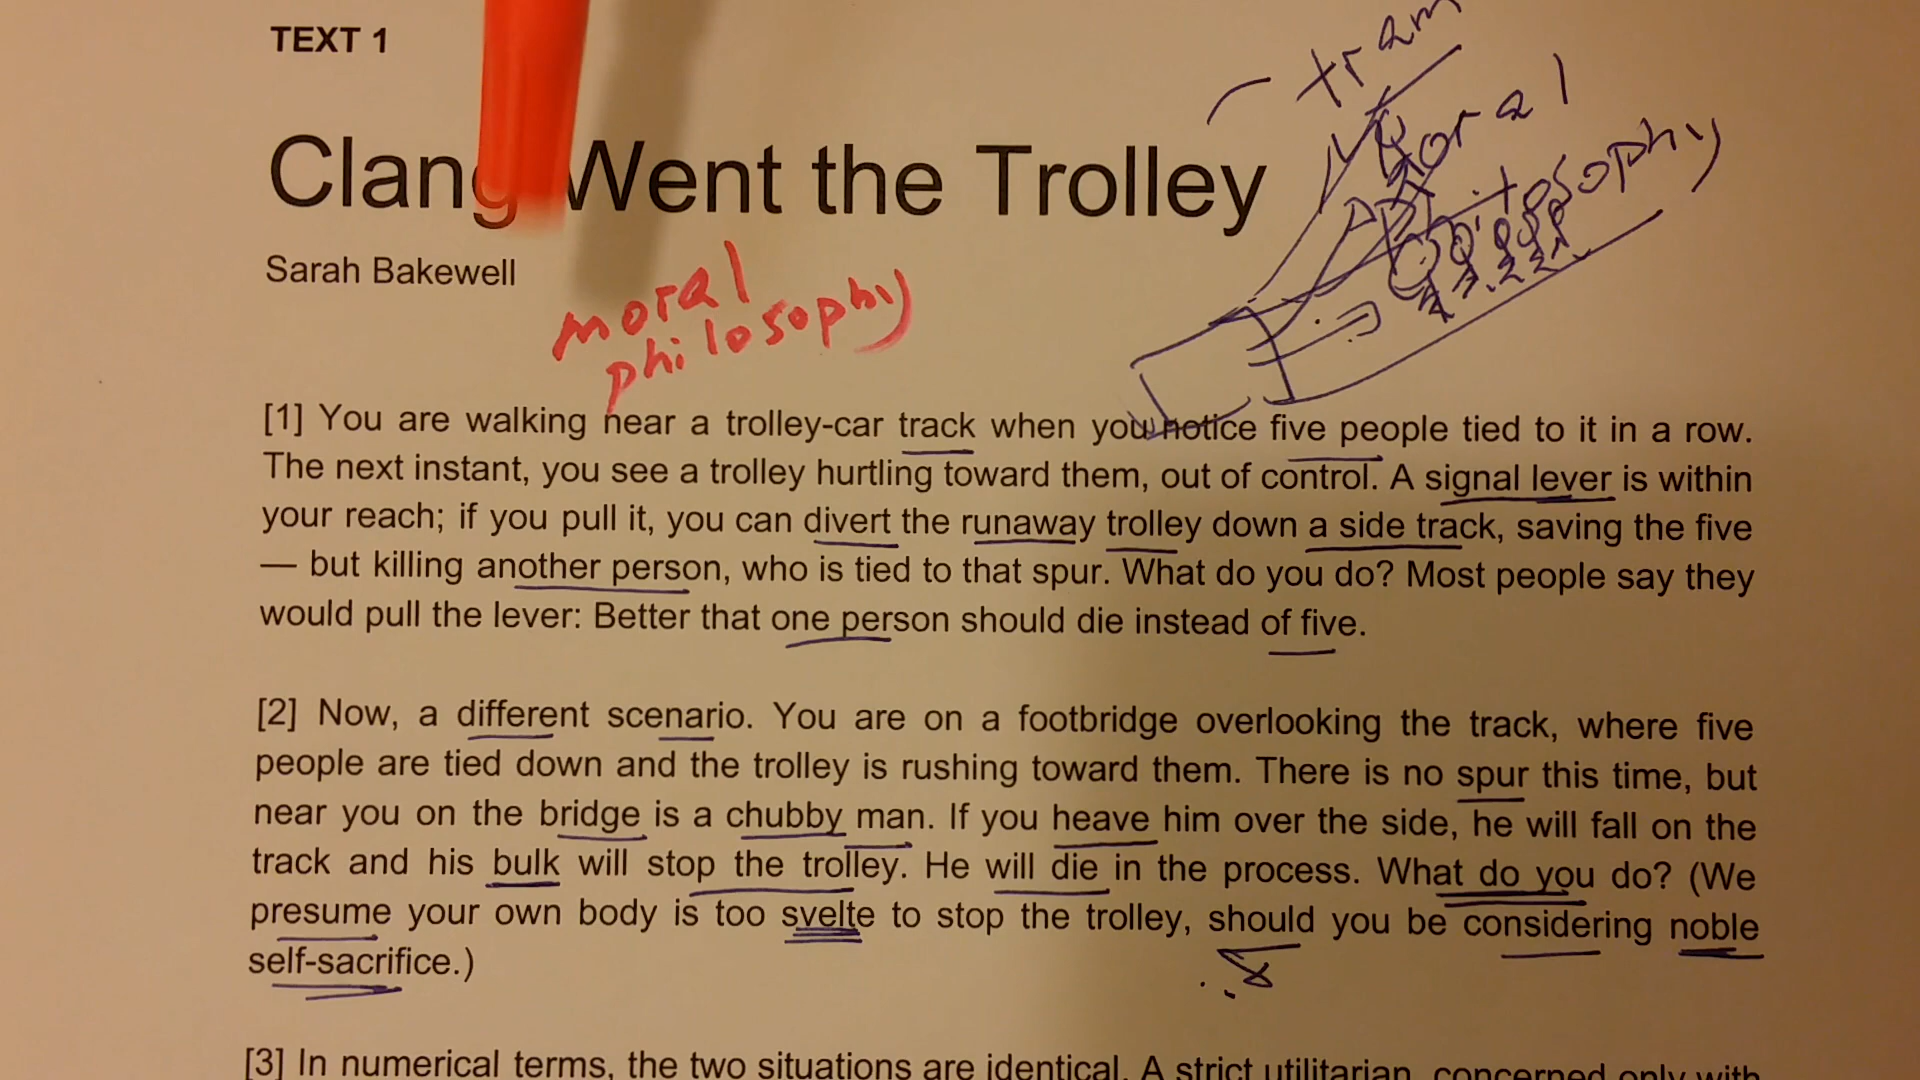 TEXT 1
tram
Clang Went the Trolley
moral
philosophy
Sarah Bakewell
moral
philosophy
[1] You are walking near a trolley-car track when you notice five people tied to it in a row.
The next instant, you see a trolley hurtling toward them, out of control. A signal lever is within
your reach; if you pull it, you can divert the runaway trolley down a side track, saving the five
— but killing another person, who is tied to that spur. What do you do? Most people say they
would pull the lever: Better that one person should die instead of five.
[2] Now, a different scenario. You are on a footbridge overlooking the track, where five
people are tied down and the trolley is rushing toward them. There is no spur this time, but
near you on the bridge is a chubby man. If you heave him over the side, he will fall on the
track and his bulk will stop the trolley. He will die in the process. What do you do? (We
presume your own body is too svelte to stop the trolley, should you be considering noble
self-sacrifice.)
[3] In numerical terms, the two situations are identical. A strict utilitarian, concerned only with